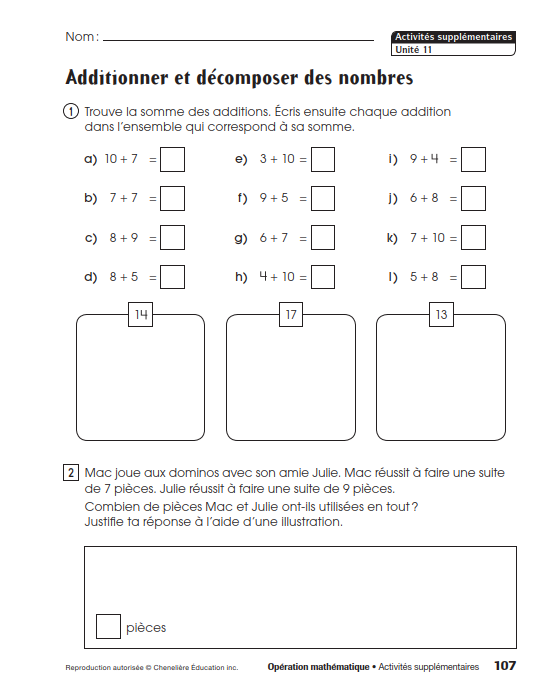 Nom :
Activités supplémentaires
Unité 11
Additionner et décomposer des nombres
1 Trouve la somme des additions. Écris ensuite chaque addition
dans l'ensemble qui correspond à sa somme.
a) 10 + 7 = e) 3 + 10 = i) 9 + 4 =
b) 7 + 7 = f) 9 + 5 = j) 6 + 8 =
c) 8 + 9 = g) 6 + 7 = k) 7 + 10 =
d) 8 + 5 = h) 4 + 10 = l) 5 + 8 =
14 17 13
2 Mac joue aux dominos avec son amie Julie. Mac réussit à faire une suite
de 7 pièces. Julie réussit à faire une suite de 9 pièces.
Combien de pièces Mac et Julie ont-ils utilisées en tout ?
Justifie ta réponse à l'aide d'une illustration.
pièces
Reproduction autorisée © Chenelière Éducation inc. Opération mathématique • Activités supplémentaires 107